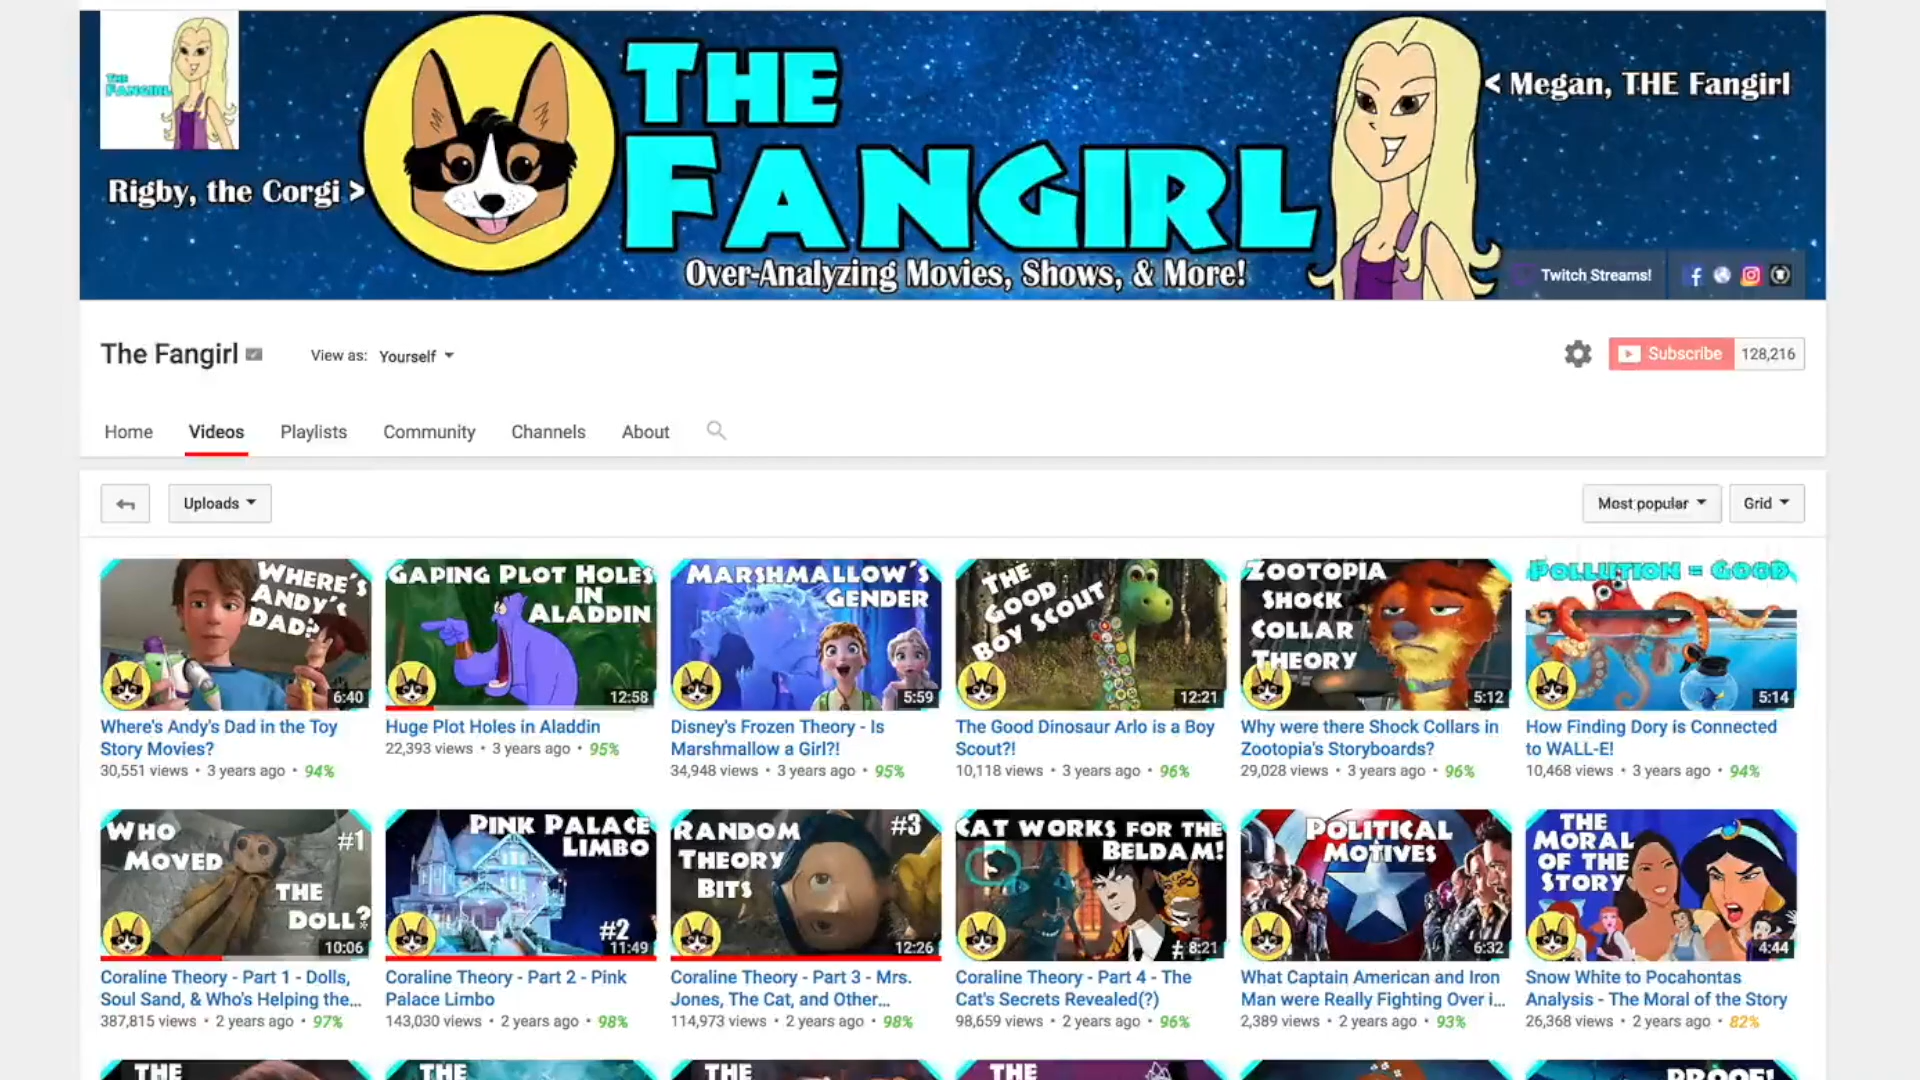 THE
FANGIRL
Rigby, the Corgi >
THE
FANGIRL
Over-Analyzing Movies, Shows, & More!
< Megan, THE Fangirl
Twitch Streams!
The Fangirl
View as: Yourself
Subscribe 128,216
Home Videos Playlists Community Channels About
Uploads
Most popular Grid
WHERE'S
ANDY'S
DAD?
6:40
Where's Andy's Dad in the Toy
Story Movies?
30,551 views • 3 years ago • 94%
GAPING PLOT HOLES
IN
ALADDIN
12:58
Huge Plot Holes in Aladdin
22,393 views • 3 years ago • 95%
MARSHMALLOW'S
GENDER
5:59
Disney's Frozen Theory - Is
Marshmallow a Girl?!
34,948 views • 3 years ago • 95%
THE
GOOD
BOY SCOUT
12:21
The Good Dinosaur Arlo is a Boy
Scout?!
10,118 views • 3 years ago • 96%
ZOOTOPIA
SHOCK
COLLAR
THEORY
5:12
Why were there Shock Collars in
Zootopia's Storyboards?
29,028 views • 3 years ago • 96%
POLLUTION = GOOD
5:14
How Finding Dory is Connected
to WALL-E!
10,468 views • 3 years ago • 94%
WHO
MOVED
THE
DOLL?
#1
10:06
Coraline Theory - Part 1 - Dolls,
Soul Sand, & Who's Helping the...
387,815 views • 2 years ago • 97%
PINK PALACE
LIMBO
#2
11:49
Coraline Theory - Part 2 - Pink
Palace Limbo
143,030 views • 2 years ago • 98%
RANDOM
THEORY
BITS
#3
12:26
Coraline Theory - Part 3 - Mrs.
Jones, The Cat, and Other...
114,973 views • 2 years ago • 98%
CAT WORKS FOR THE
BELDAM!
8:21
Coraline Theory - Part 4 - The
Cat's Secrets Revealed(?)
98,659 views • 2 years ago • 96%
POLITICAL
MOTIVES
6:32
What Captain American and Iron
Man were Really Fighting Over i...
2,389 views • 2 years ago • 93%
THE
MORAL
OF THE
STORY
4:44
Snow White to Pocahontas
Analysis - The Moral of the Story
26,368 views • 2 years ago • 82%
THE
THE
THE
THE
PROOF!